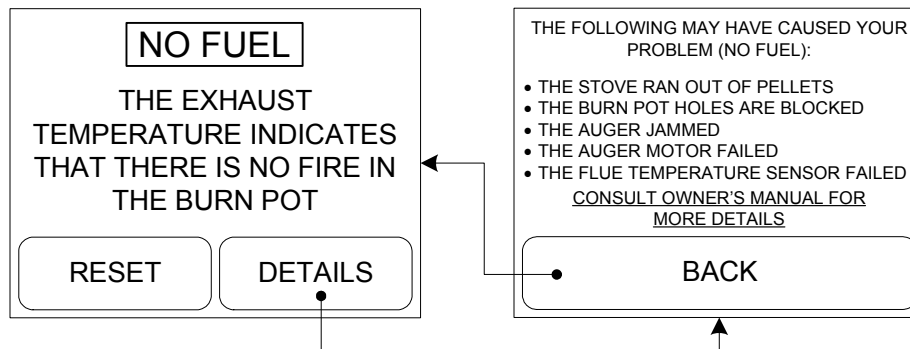 NO FUEL
THE EXHAUST
TEMPERATURE INDICATES
THAT THERE IS NO FIRE IN
THE BURN POT
RESET
DETAILS
THE FOLLOWING MAY HAVE CAUSED YOUR
PROBLEM (NO FUEL):
• THE STOVE RAN OUT OF PELLETS
• THE BURN POT HOLES ARE BLOCKED
• THE AUGER JAMMED
• THE AUGER MOTOR FAILED
• THE FLUE TEMPERATURE SENSOR FAILED
CONSULT OWNER'S MANUAL FOR
MORE DETAILS
BACK